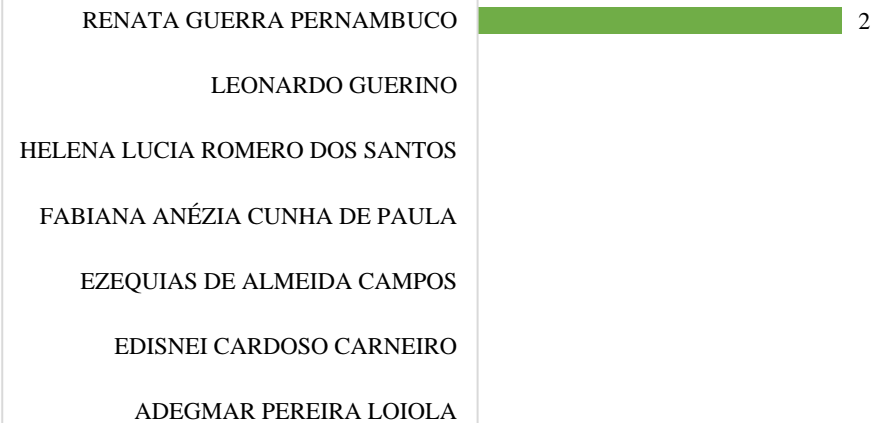 RENATA GUERRA PERNAMBUCO 2
LEONARDO GUERINO
HELENA LUCIA ROMERO DOS SANTOS
FABIANA ANÉZIA CUNHA DE PAULA
EZEQUIAS DE ALMEIDA CAMPOS
EDISNEI CARDOSO CARNEIRO
ADEGMAR PEREIRA LOIOLA